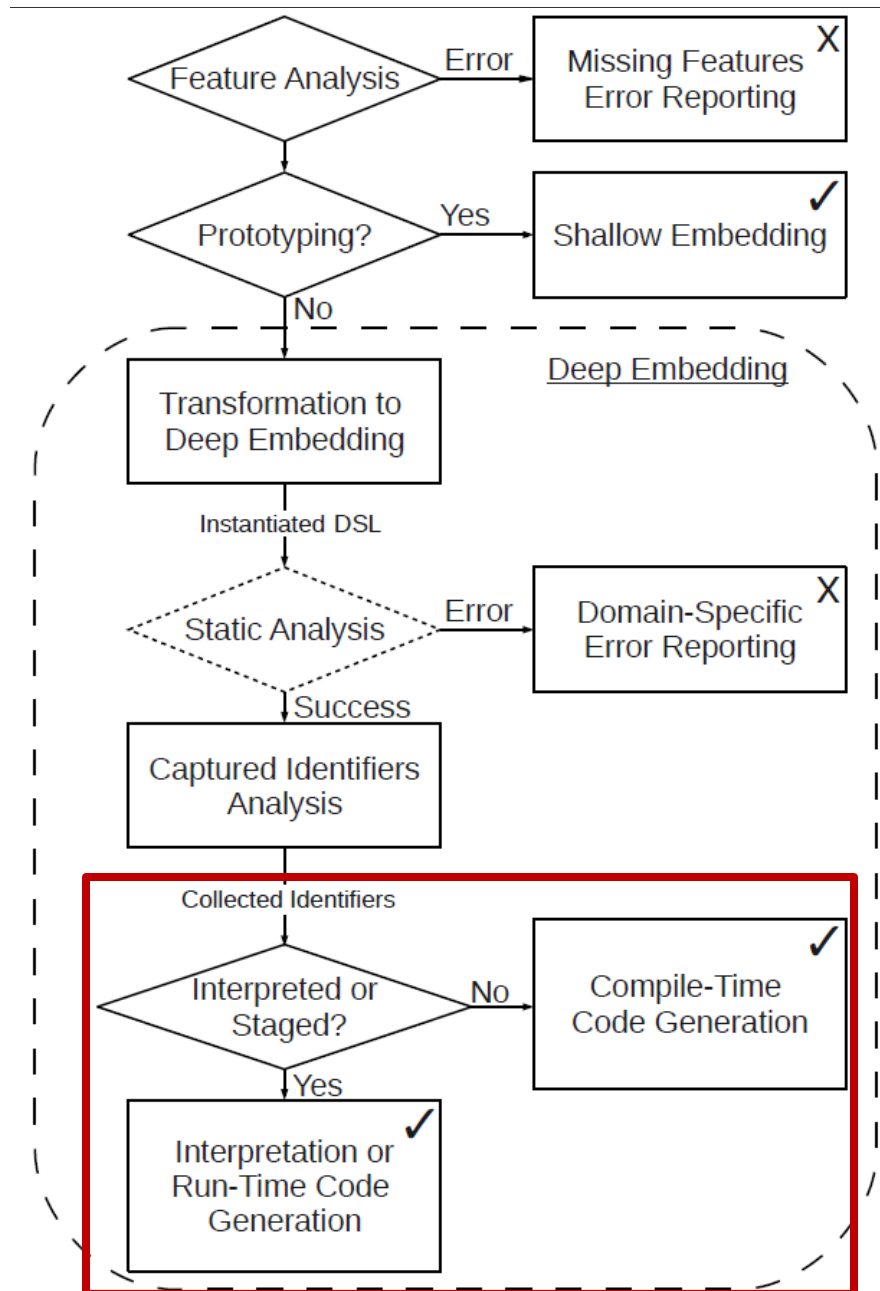 Feature Analysis
Error
Missing Features
Error Reporting
X
✓
Prototyping?
Yes
Shallow Embedding
No
Deep Embedding
Transformation to
Deep Embedding
Instantiated DSL
Static Analysis
Error
Domain-Specific
Error Reporting
X
Success
Captured Identifiers
Analysis
Collected Identifiers
Interpreted or
Staged?
No
Compile-Time
Code Generation
✓
Yes
Interpretation or
Run-Time Code
Generation
✓